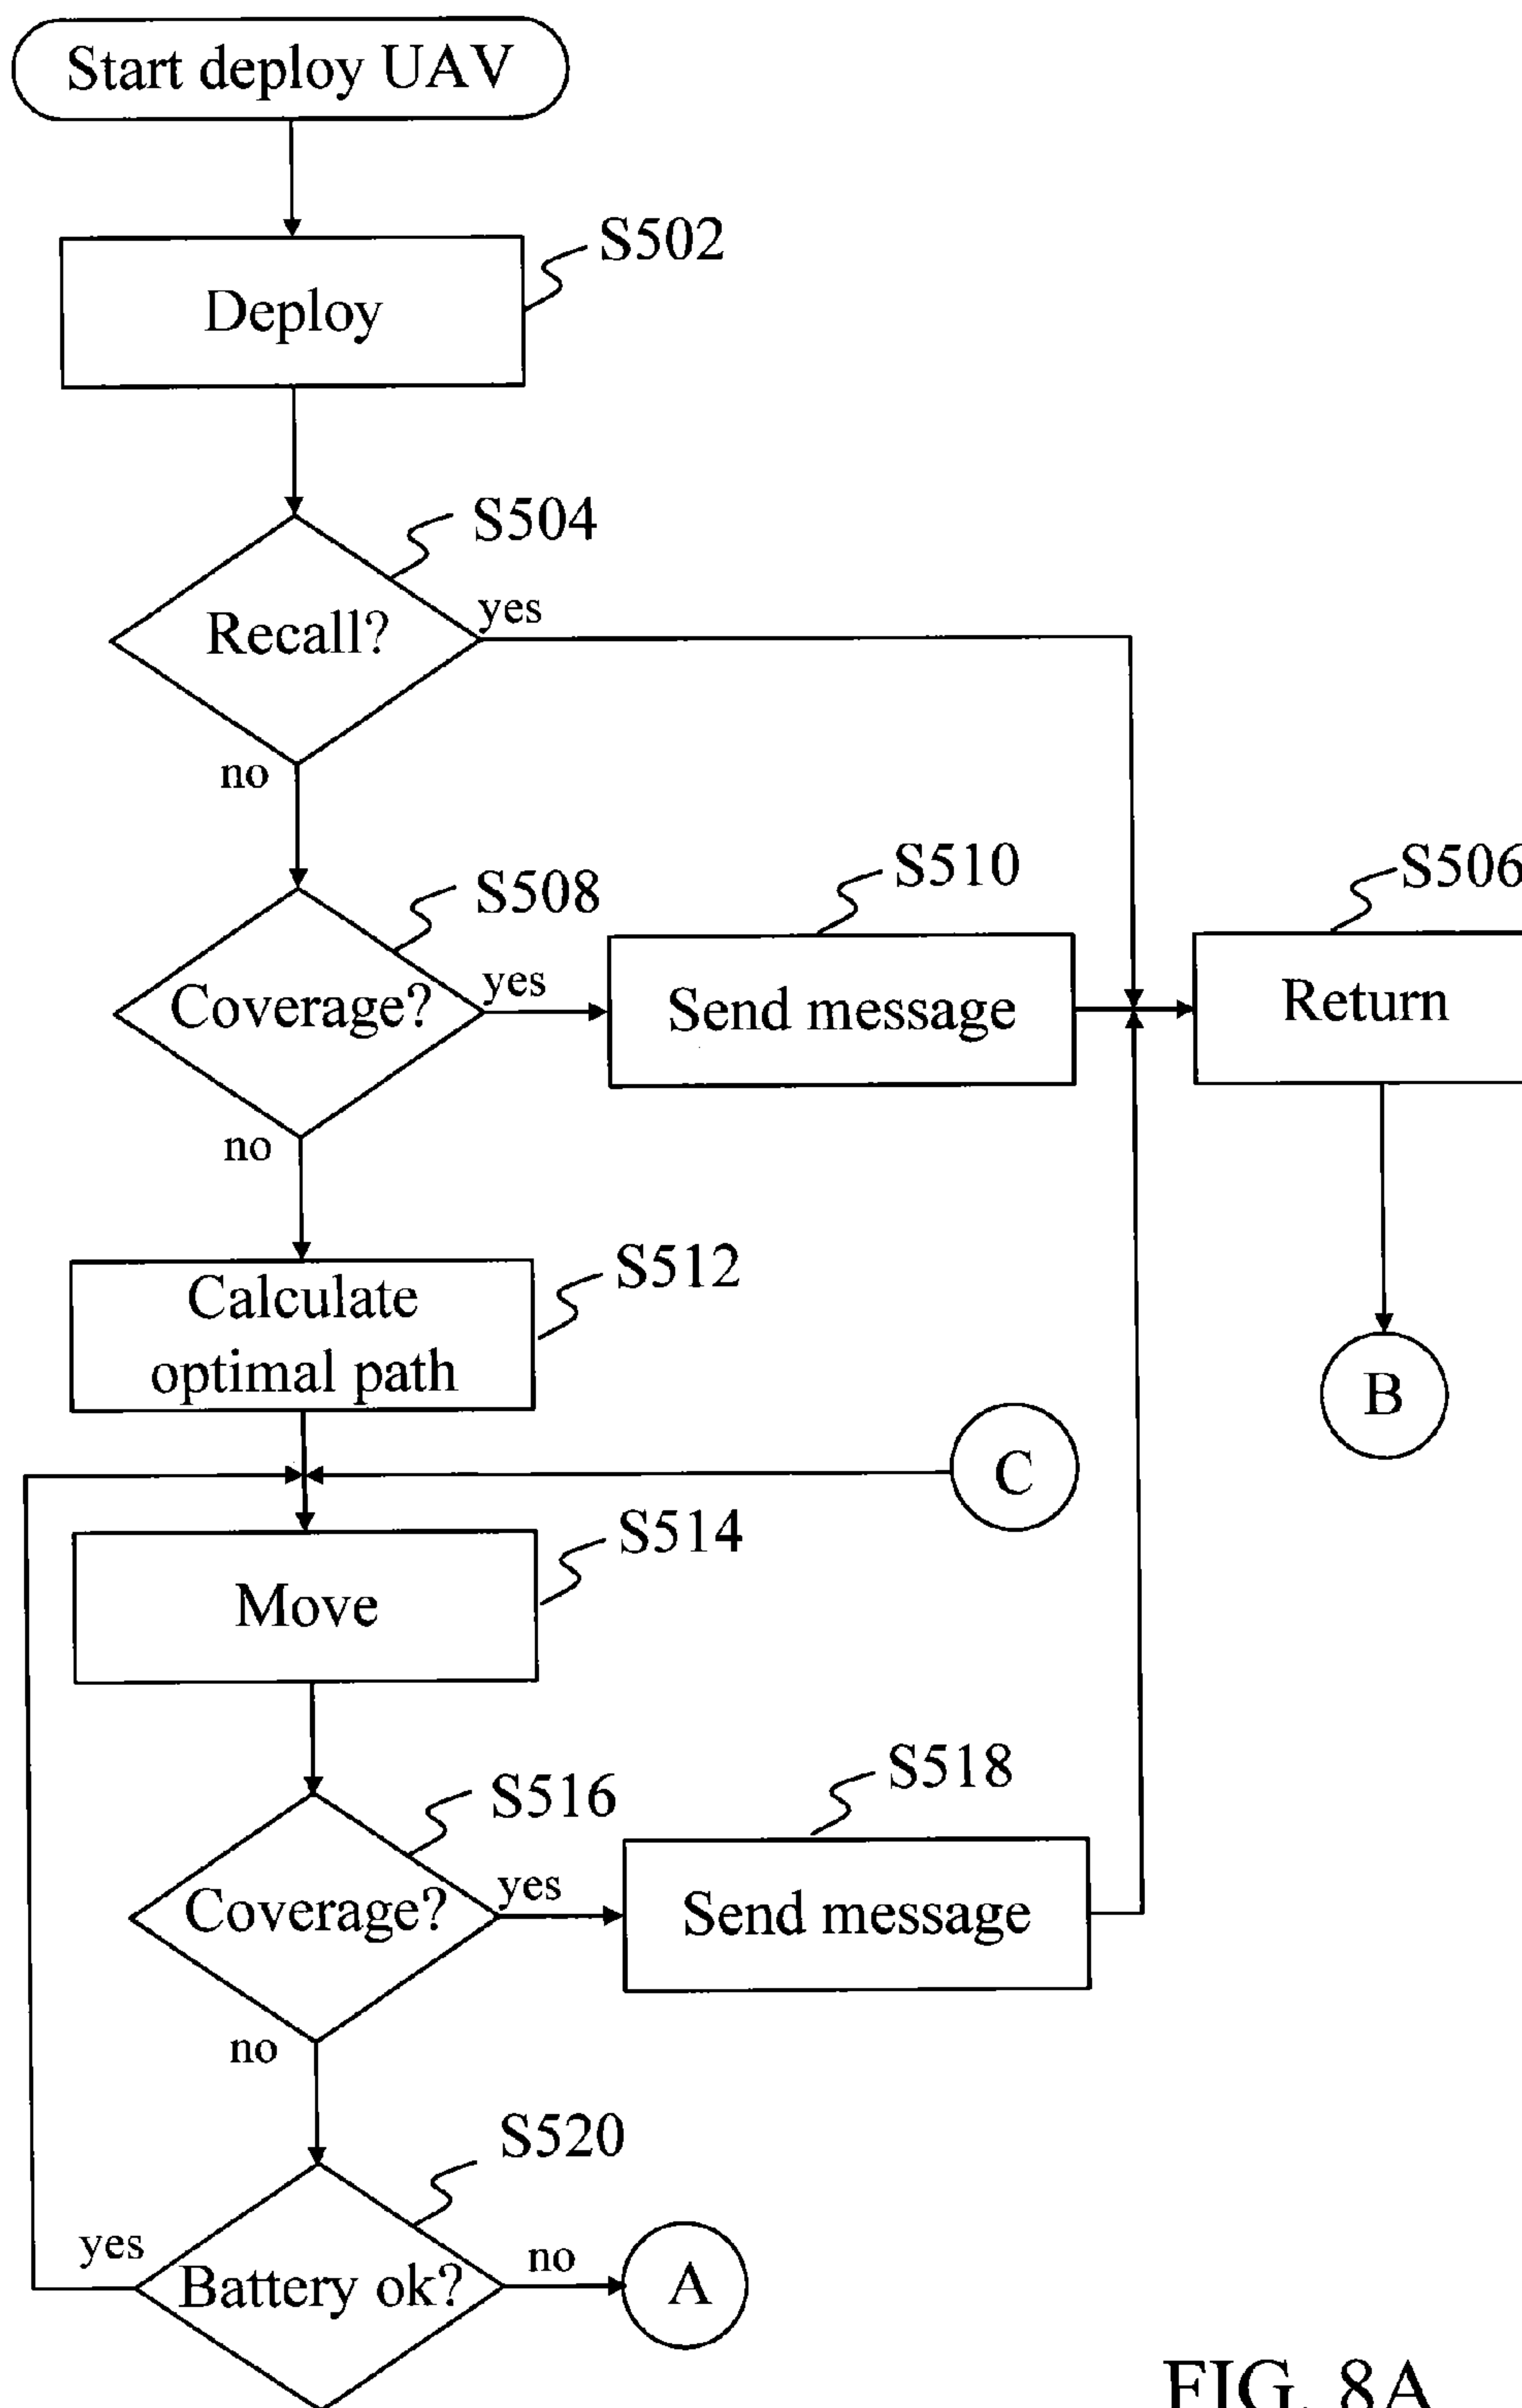 Start deploy UAV
S502
Deploy
S504
Recall?
yes
no
S508
Coverage?
yes
S510
Send message
S506
Return
no
S512
Calculate
optimal path
B
C
S514
Move
S516
Coverage?
yes
S518
Send message
no
S520
yes
Battery ok?
no
A
FIG. 8A